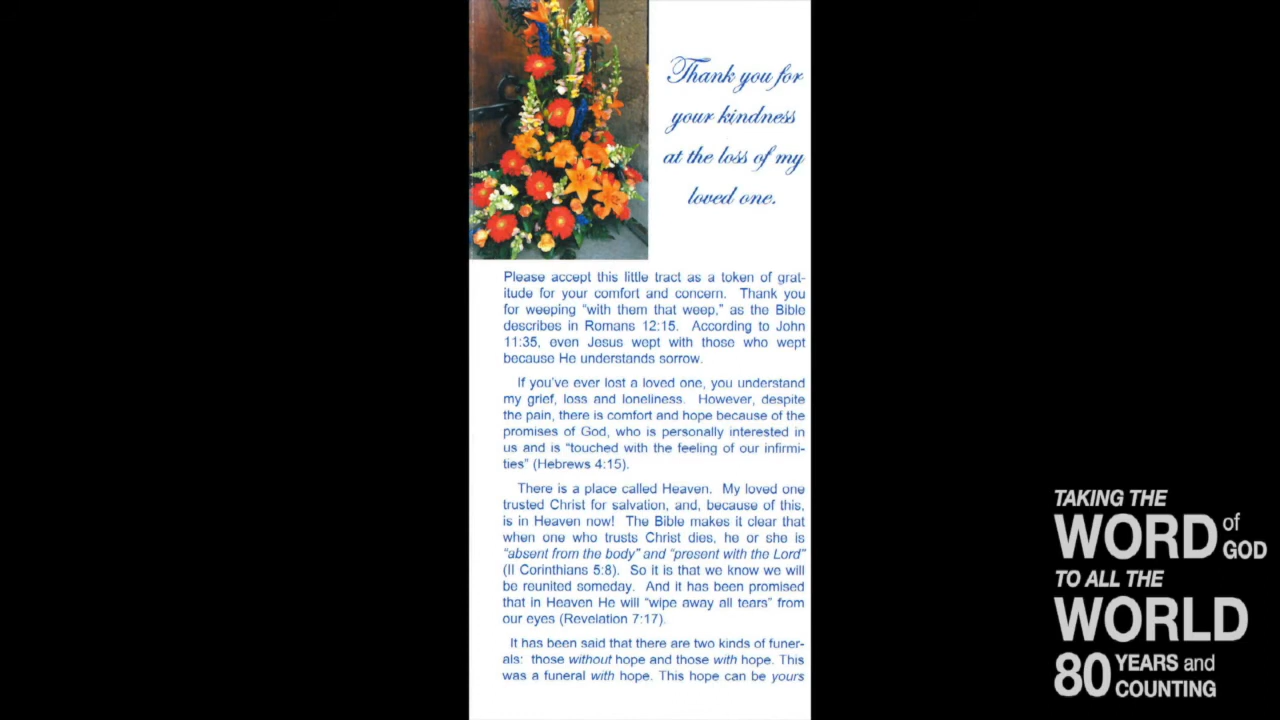 Thank you for
your kindness
at the loss of my
loved one.
Please accept this little tract as a token of grat-
itude for your comfort and concern. Thank you
for weeping "with them that weep," as the Bible
describes in Romans 12:15. According to John
11:35, even Jesus wept with those who wept
because He understands sorrow.
If you've ever lost a loved one, you understand
my grief, loss and loneliness. However, despite
the pain, there is comfort and hope because of the
promises of God, who is personally interested in
us and is "touched with the feeling of our infirmi-
ties" (Hebrews 4:15).
There is a place called Heaven. My loved one
trusted Christ for salvation, and, because of this,
is in Heaven now! The Bible makes it clear that
when one who trusts Christ dies, he or she is
"absent from the body" and "present with the Lord"
(II Corinthians 5:8). So it is that we know we will
be reunited someday. And it has been promised
that in Heaven He will "wipe away all tears" from
our eyes (Revelation 7:17).
It has been said that there are two kinds of funer-
als: those without hope and those with hope. This
was a funeral with hope. This hope can be yours
TAKING THE
WORD of GOD
TO ALL THE
WORLD
80 YEARS and COUNTING